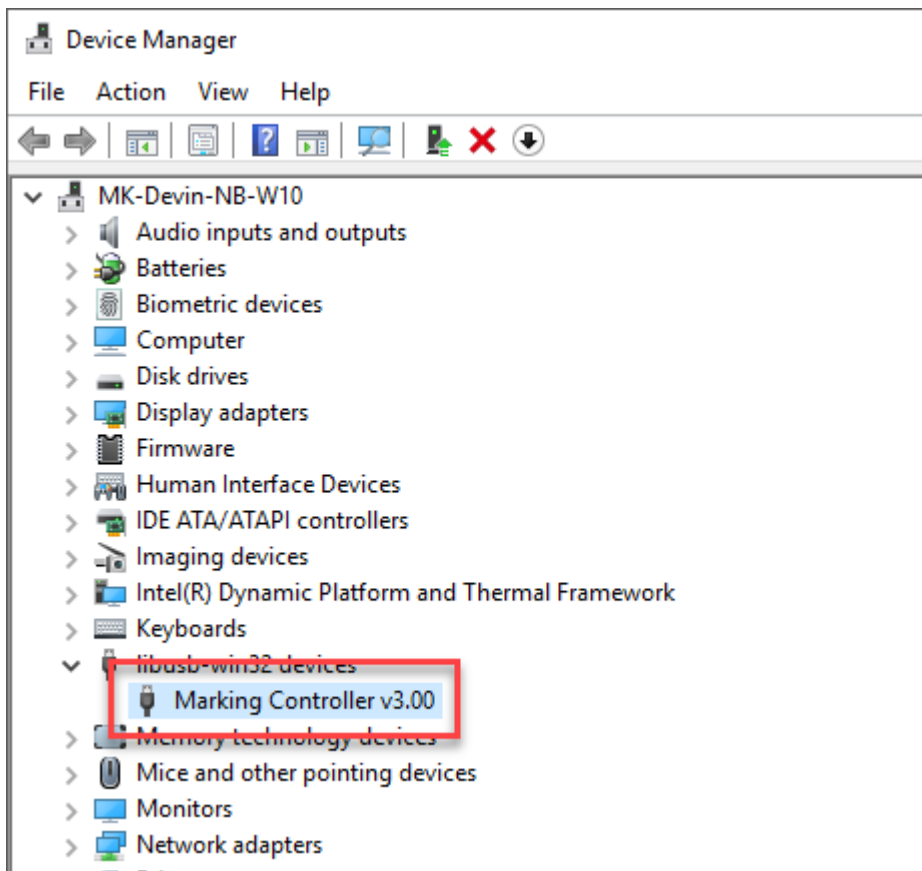 Device Manager
File Action View Help
MK-Devin-NB-W10
Audio inputs and outputs
Batteries
Biometric devices
Computer
Disk drives
Display adapters
Firmware
Human Interface Devices
IDE ATA/ATAPI controllers
Imaging devices
Intel(R) Dynamic Platform and Thermal Framework
Keyboards
libusb-win32 devices
Marking Controller v3.00
Memory technology devices
Mice and other pointing devices
Monitors
Network adapters